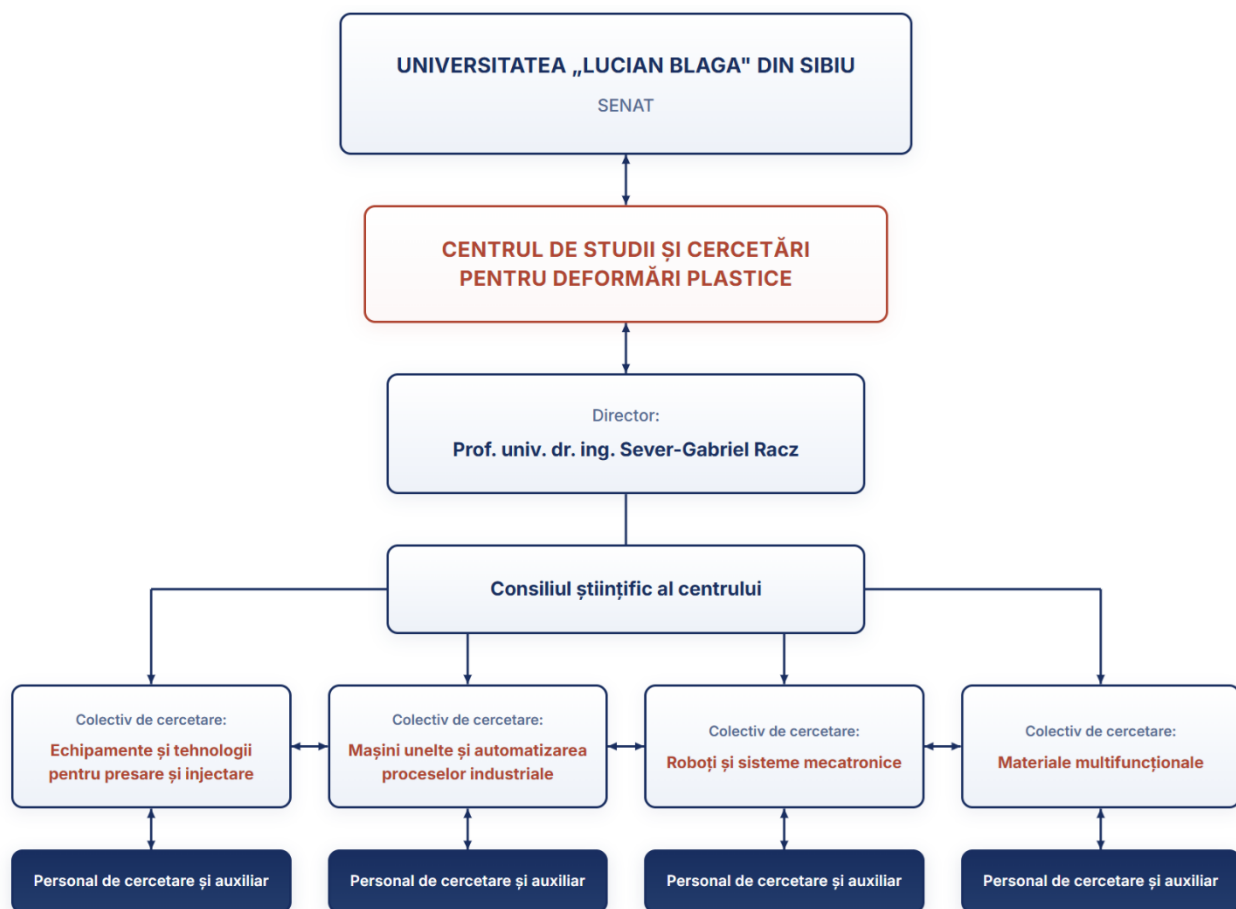 UNIVERSITATEA „LUCIAN BLAGA" DIN SIBIU
SENAT
CENTRUL DE STUDII ȘI CERCETĂRI
PENTRU DEFORMĂRI PLASTICE
Director:
Prof. univ. dr. ing. Sever-Gabriel Racz
Consiliul științific al centrului
Colectiv de cercetare:
Echipamente și tehnologii
pentru presare și injectare
Colectiv de cercetare:
Mașini unelte și automatizarea
proceselor industriale
Colectiv de cercetare:
Roboți și sisteme mecatronice
Colectiv de cercetare:
Materiale multifuncționale
Personal de cercetare și auxiliar
Personal de cercetare și auxiliar
Personal de cercetare și auxiliar
Personal de cercetare și auxiliar